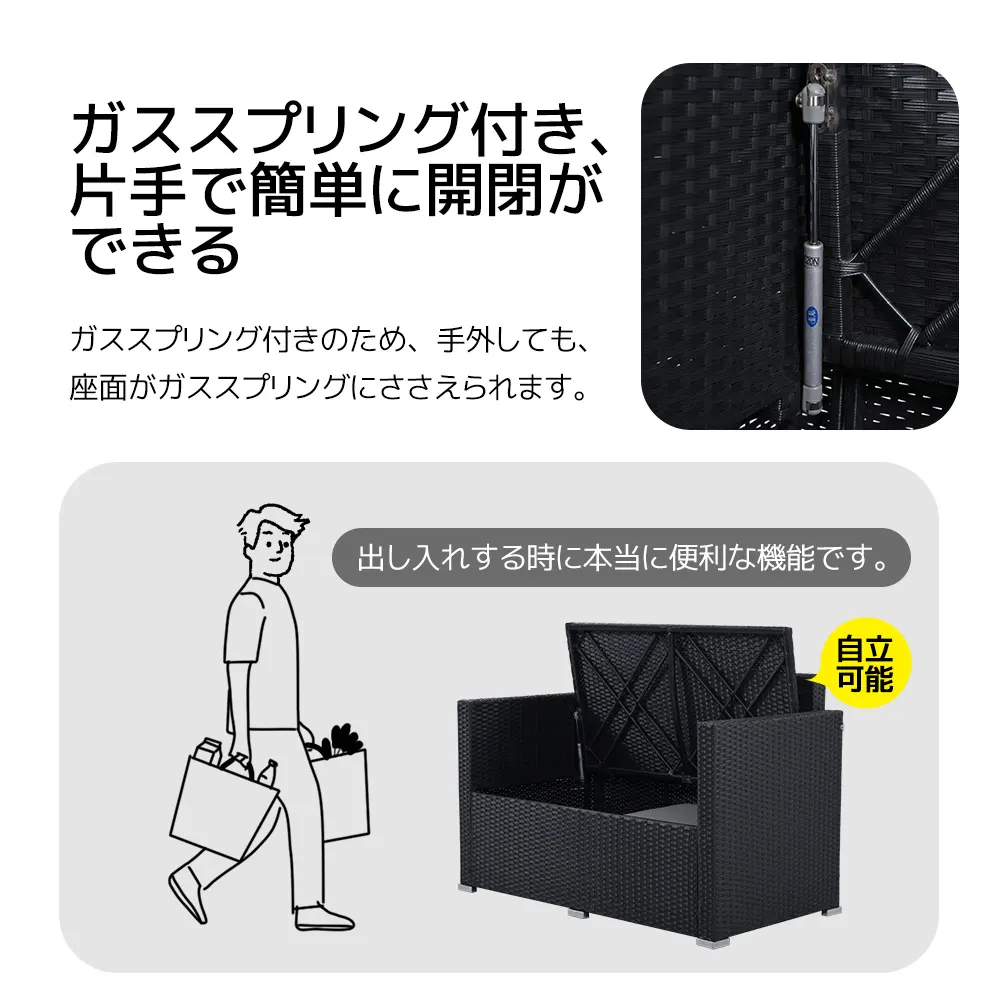 ガススプリング付き、
片手で簡単に開閉が
できる
ガススプリング付きのため、手外しても、
座面がガススプリングにささえられます。
出し入れする時に本当に便利な機能です。
自立
可能